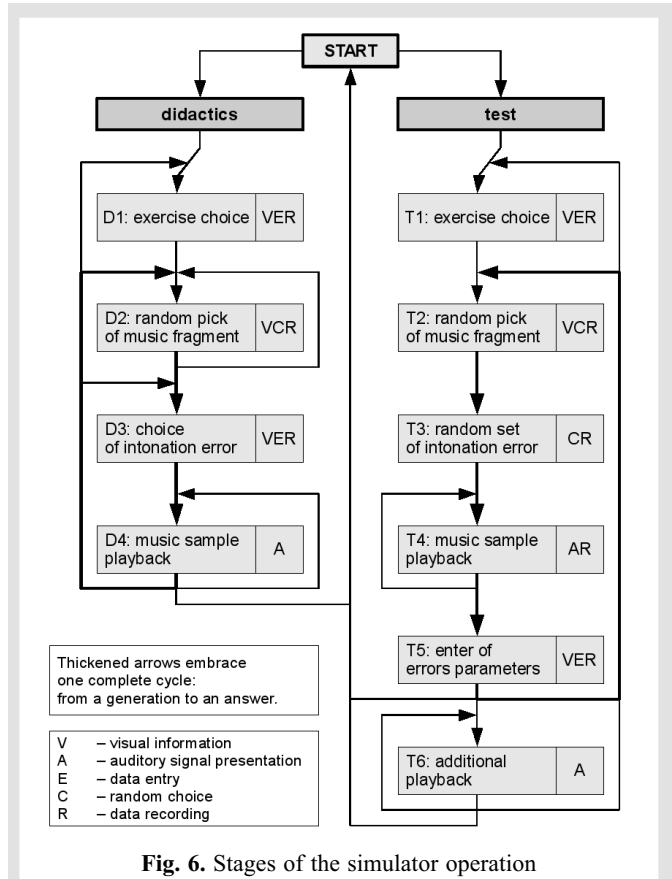 START
didactics
test
D1: exercise choice VER
T1: exercise choice VER
D2: random pick
of music fragment
VCR
T2: random pick
of music fragment
VCR
D3: choice
of intonation error
VER
T3: random set
of intonation error
CR
D4: music sample
playback
A
T4: music sample
playback
AR
T5: enter of
errors parameters
VER
Thickened arrows embrace
one complete cycle:
from a generation to an answer.
V – visual information
A – auditory signal presentation
E – data entry
C – random choice
R – data recording
T6: additional
playback
A
Fig. 6. Stages of the simulator operation